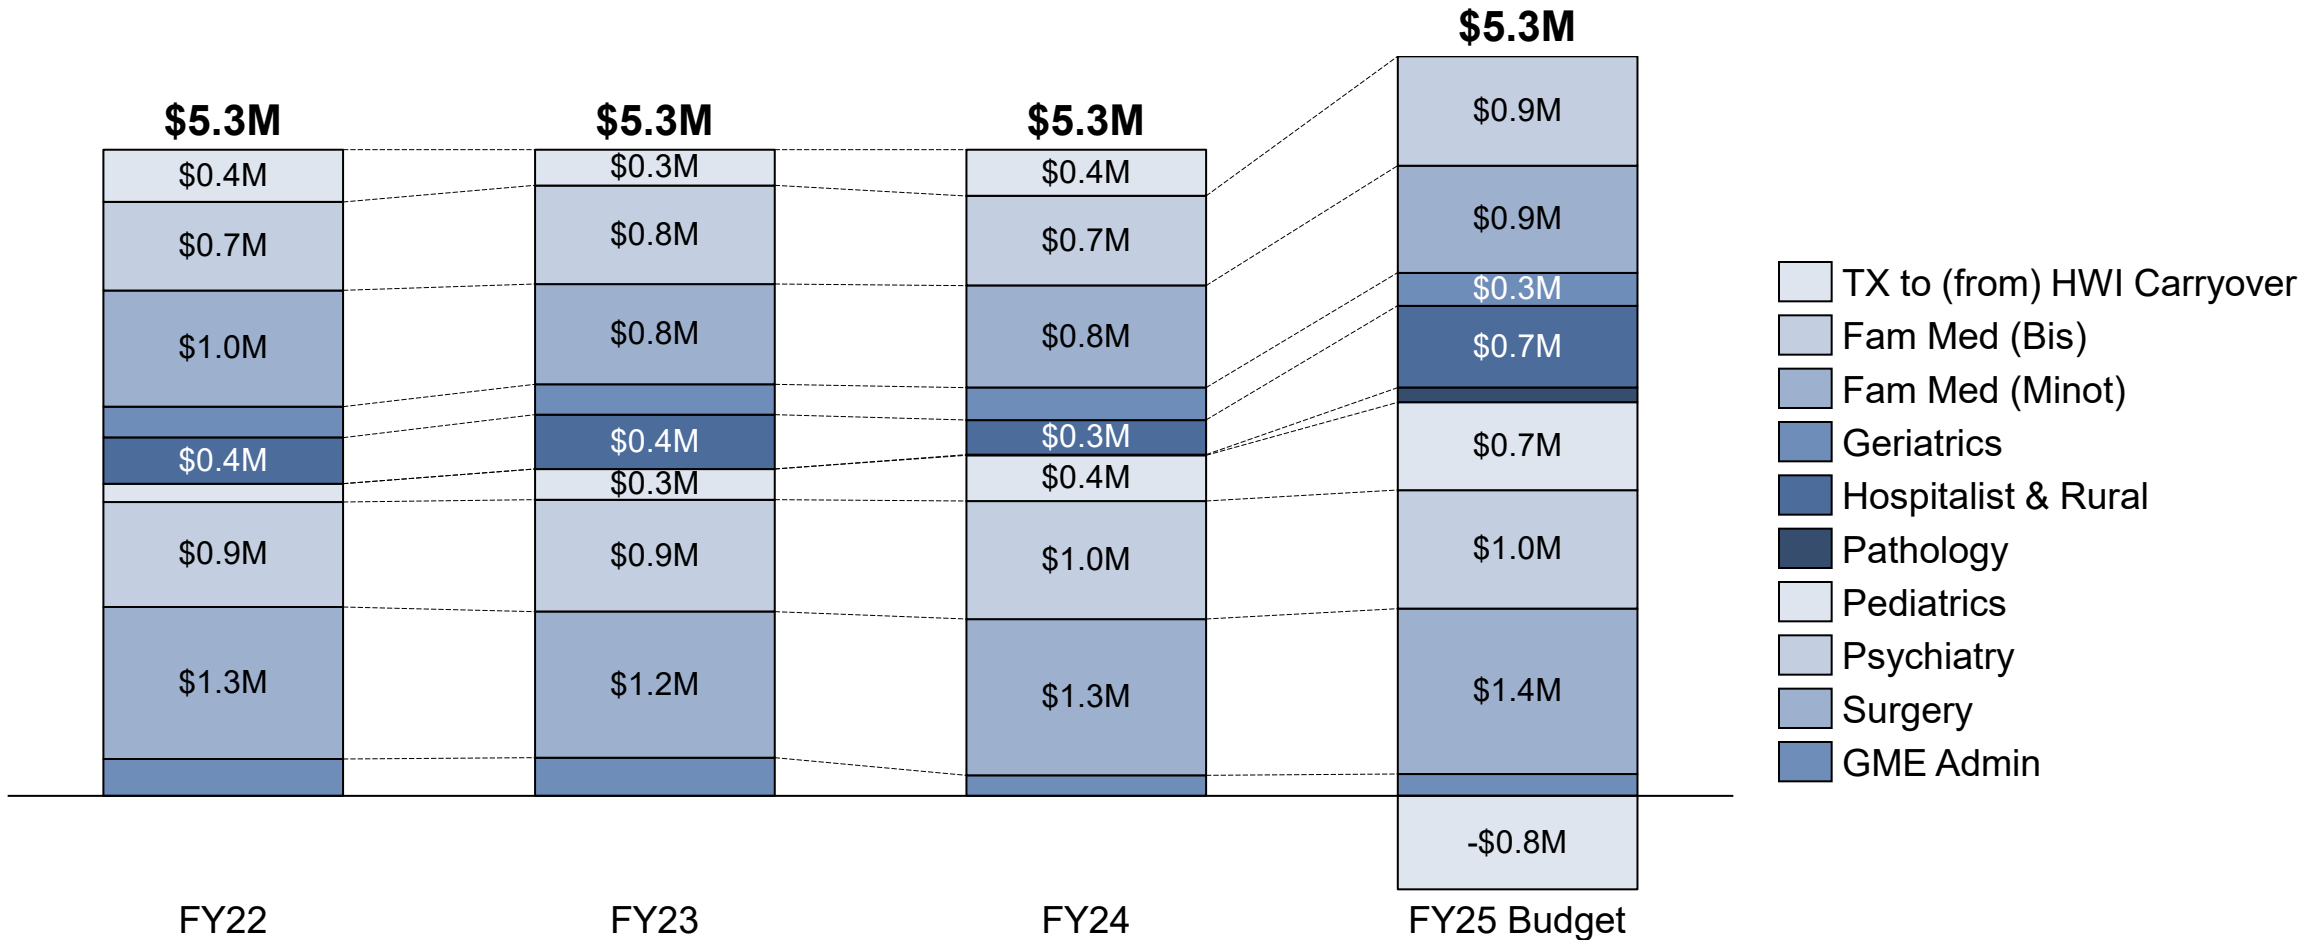 $5.3M
$5.3M
$5.3M
$5.3M
$0.4M
$0.7M
$1.0M
$0.4M
$0.9M
$1.3M
$0.3M
$0.8M
$0.8M
$0.4M
$0.3M
$0.9M
$1.2M
$0.4M
$0.7M
$0.8M
$0.3M
$0.4M
$1.0M
$1.3M
$0.9M
$0.9M
$0.3M
$0.7M
$0.7M
$1.0M
$1.4M
-$0.8M
FY22
FY23
FY24
FY25 Budget
TX to (from) HWI Carryover
Fam Med (Bis)
Fam Med (Minot)
Geriatrics
Hospitalist & Rural
Pathology
Pediatrics
Psychiatry
Surgery
GME Admin